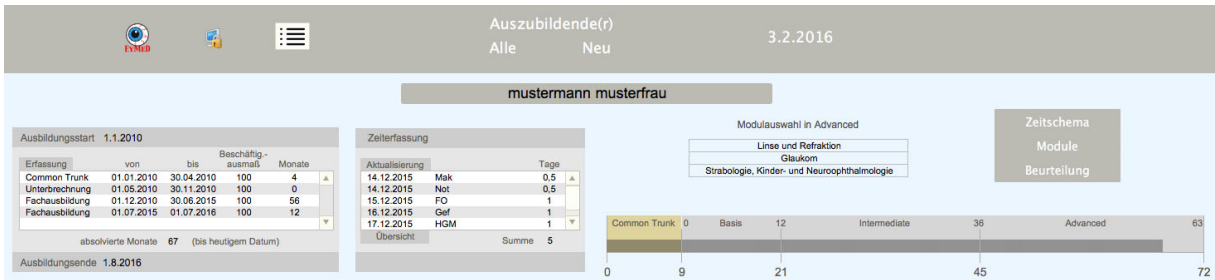 EYMED
Auszubildende(r)
Alle Neu
3.2.2016
mustermann musterfrau
Ausbildungsstart 1.1.2010
Erfassung von bis Beschäftig.-ausmaß Monate
Common Trunk 01.01.2010 30.04.2010 100 4
Unterbrechnung 01.05.2010 30.11.2010 100 0
Fachausbildung 01.12.2010 30.06.2015 100 56
Fachausbildung 01.07.2015 01.07.2016 100 12
absolvierte Monate 67 (bis heutigem Datum)
Ausbildungsende 1.8.2016
Zeiterfassung
Aktualisierung Tage
14.12.2015 Mak 0,5
14.12.2015 Not 0,5
15.12.2015 FO 1
16.12.2015 Gef 1
17.12.2015 HGM 1
Übersicht Summe 5
Modulauswahl in Advanced
Linse und Refraktion
Glaukom
Strabologie, Kinder- und Neuroophthalmologie
Zeitschema
Module
Beurteilung
Common Trunk 0 Basis 12 Intermediate 36 Advanced 63
0 9 21 45 72